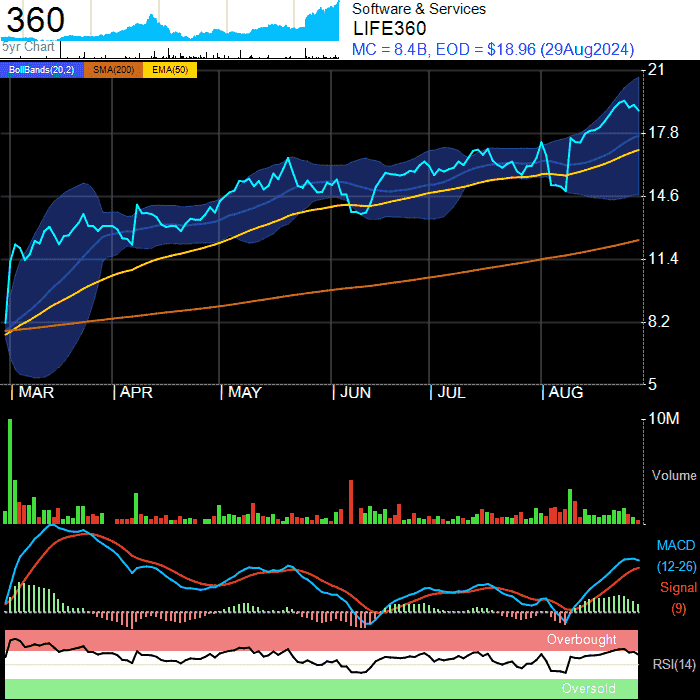 360
Software & Services
LIFE360
5yr Chart
MC = 8.4B, EOD = $18.96 (29Aug2024)
BollBands(20,2) SMA(200) EMA(50)
21
17.8
14.6
11.4
8.2
5
MAR APR MAY JUN JUL AUG
10M
Volume
MACD
(12-26)
Signal
(9)
Overbought
RSI(14)
Oversold